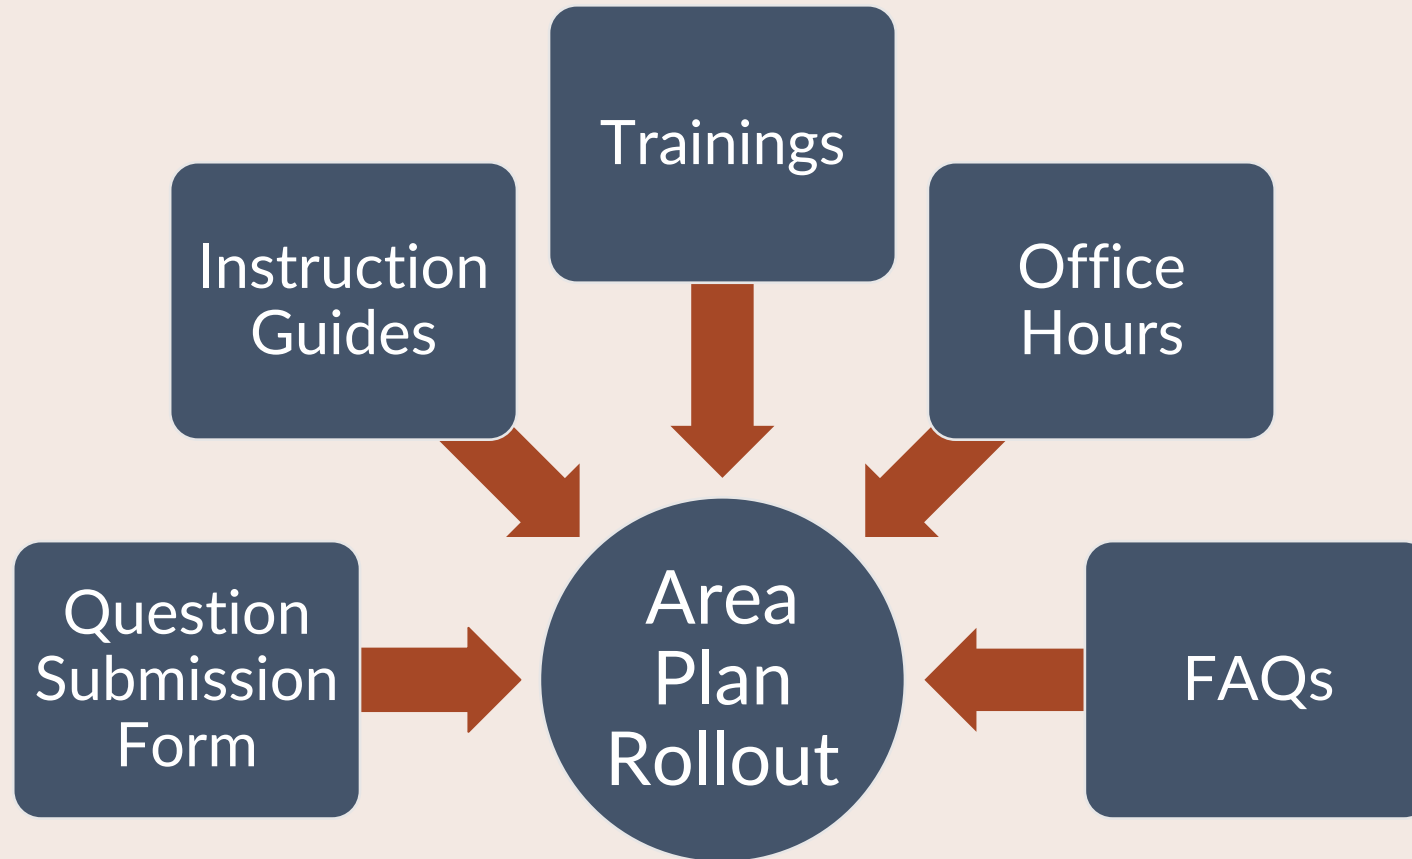 Trainings
Instruction
Guides
Office
Hours
Question
Submission
Form
Area
Plan
Rollout
FAQs